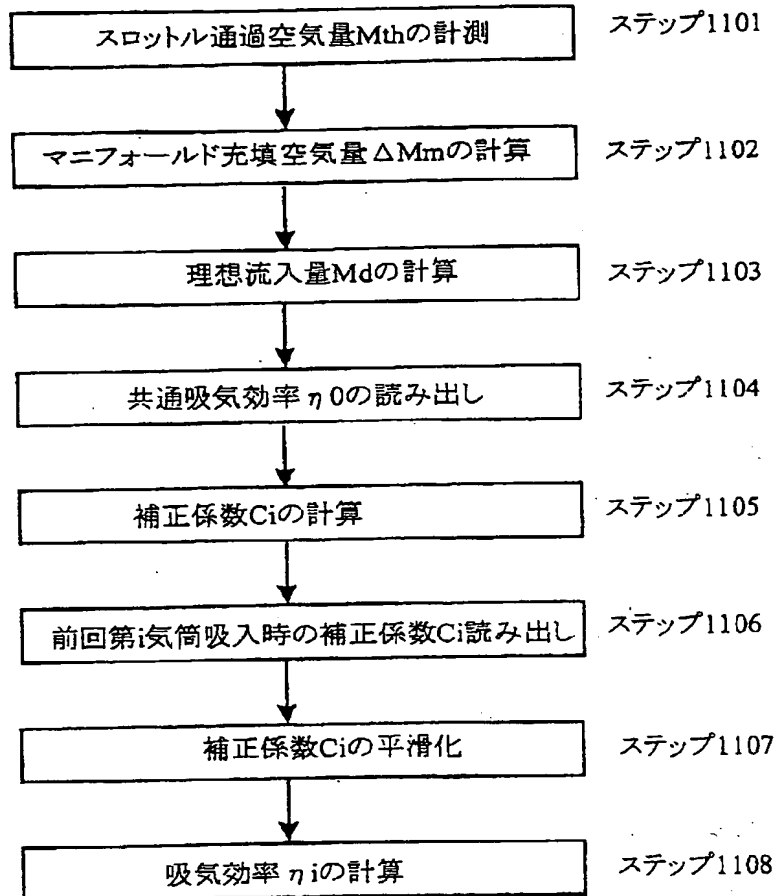 スロットル通過空気量Mthの計測 ステップ1101
マニフォールド充填空気量ΔMmの計算 ステップ1102
理想流入量Mdの計算 ステップ1103
共通吸気効率η0の読み出し ステップ1104
補正係数Ciの計算 ステップ1105
前回第i気筒吸入時の補正係数Ci読み出し ステップ1106
補正係数Ciの平滑化 ステップ1107
吸気効率ηiの計算 ステップ1108